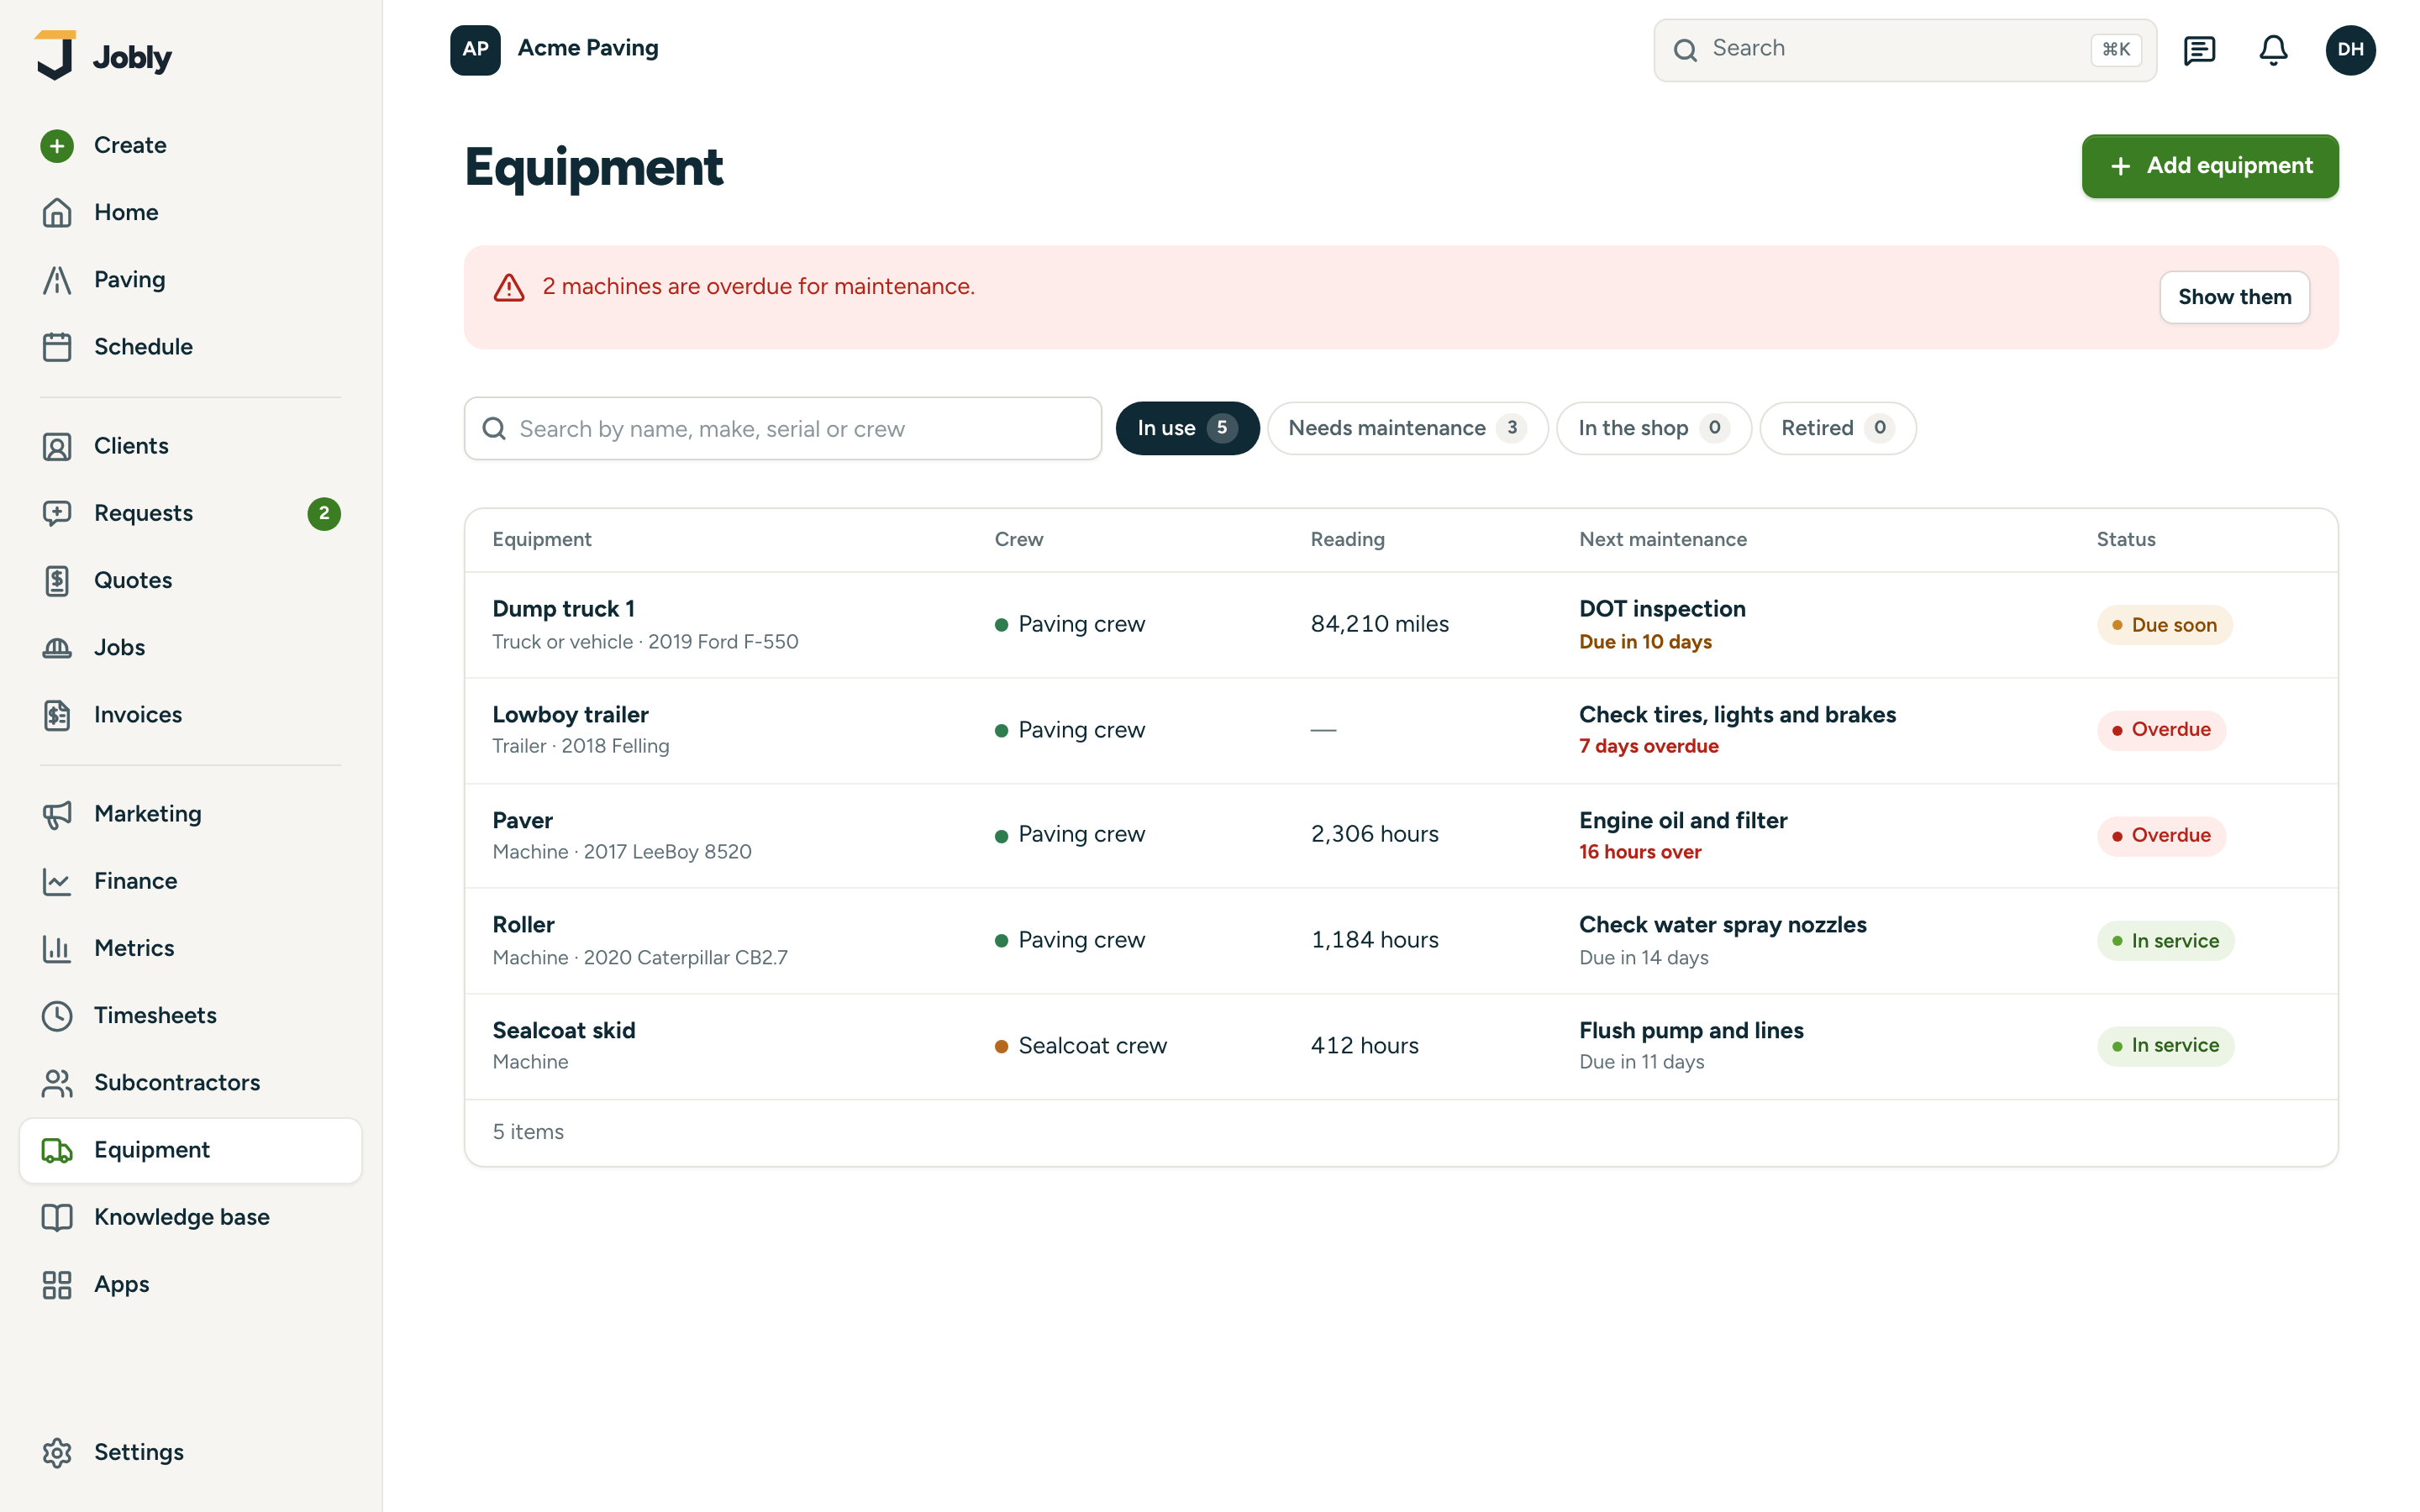 Jobly
AP Acme Paving
Search ⌘K
DH
Create
Home
Paving
Schedule
Clients
Requests 2
Quotes
Jobs
Invoices
Marketing
Finance
Metrics
Timesheets
Subcontractors
Equipment
Knowledge base
Apps
Settings
Equipment
+ Add equipment
2 machines are overdue for maintenance.
Show them
Search by name, make, serial or crew
In use 5
Needs maintenance 3
In the shop 0
Retired 0
Equipment Crew Reading Next maintenance Status
Dump truck 1
Truck or vehicle · 2019 Ford F-550
Paving crew
84,210 miles
DOT inspection
Due in 10 days
Due soon
Lowboy trailer
Trailer · 2018 Felling
Paving crew
—
Check tires, lights and brakes
7 days overdue
Overdue
Paver
Machine · 2017 LeeBoy 8520
Paving crew
2,306 hours
Engine oil and filter
16 hours over
Overdue
Roller
Machine · 2020 Caterpillar CB2.7
Paving crew
1,184 hours
Check water spray nozzles
Due in 14 days
In service
Sealcoat skid
Machine
Sealcoat crew
412 hours
Flush pump and lines
Due in 11 days
In service
5 items